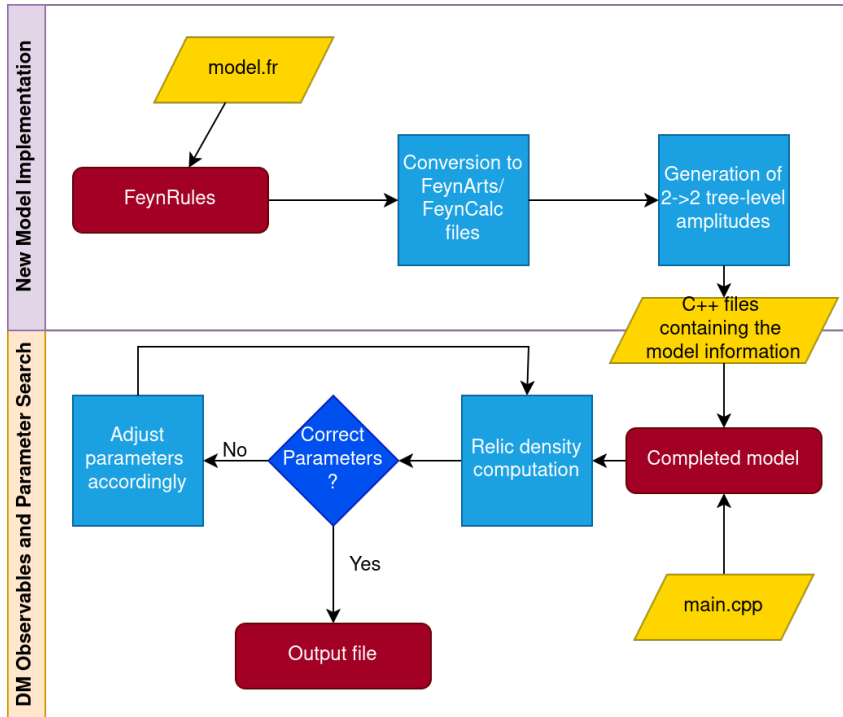 New Model Implementation
model.fr
FeynRules
Conversion to
FeynArts/
FeynCalc
files
Generation of
2->2 tree-level
amplitudes
C++ files
containing the
model information
DM Observables and Parameter Search
Adjust
parameters
accordingly
No
Correct
Parameters
?
Relic density
computation
Completed model
Yes
main.cpp
Output file